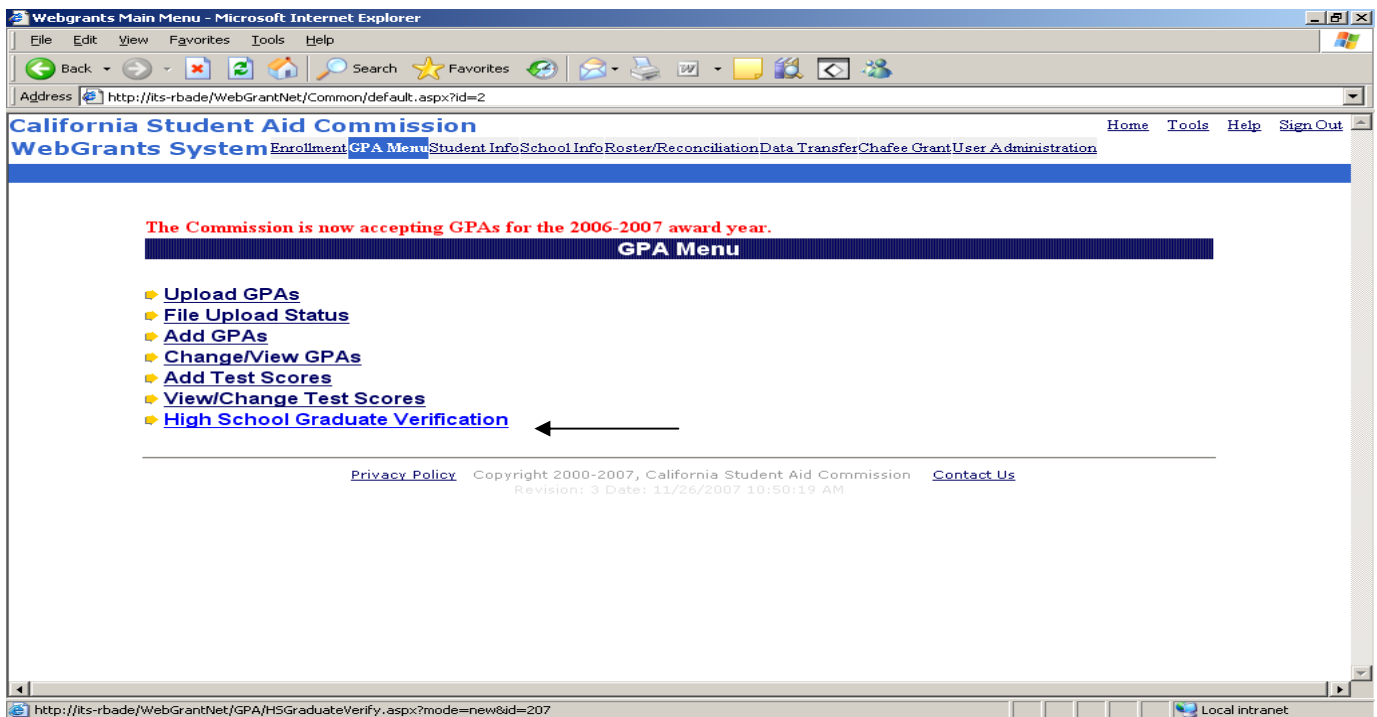 Webgrants Main Menu - Microsoft Internet Explorer
File Edit View Favorites Tools Help
Back Search Favorites
Address http://its-rbade/WebGrantNet/Common/default.aspx?id=2
California Student Aid Commission Home Tools Help Sign Out
WebGrants System Enrollment GPA Menu Student Info School Info Roster/Reconciliation Data Transfer Chafee Grant User Administration
The Commission is now accepting GPAs for the 2006-2007 award year.
GPA Menu
Upload GPAs
File Upload Status
Add GPAs
Change/View GPAs
Add Test Scores
View/Change Test Scores
High School Graduate Verification
Privacy Policy Copyright 2000-2007, California Student Aid Commission Contact Us
Revision: 3 Date: 11/26/2007 10:50:19 AM
http://its-rbade/WebGrantNet/GPA/HSGraduateVerify.aspx?mode=new&id=207 Local intranet